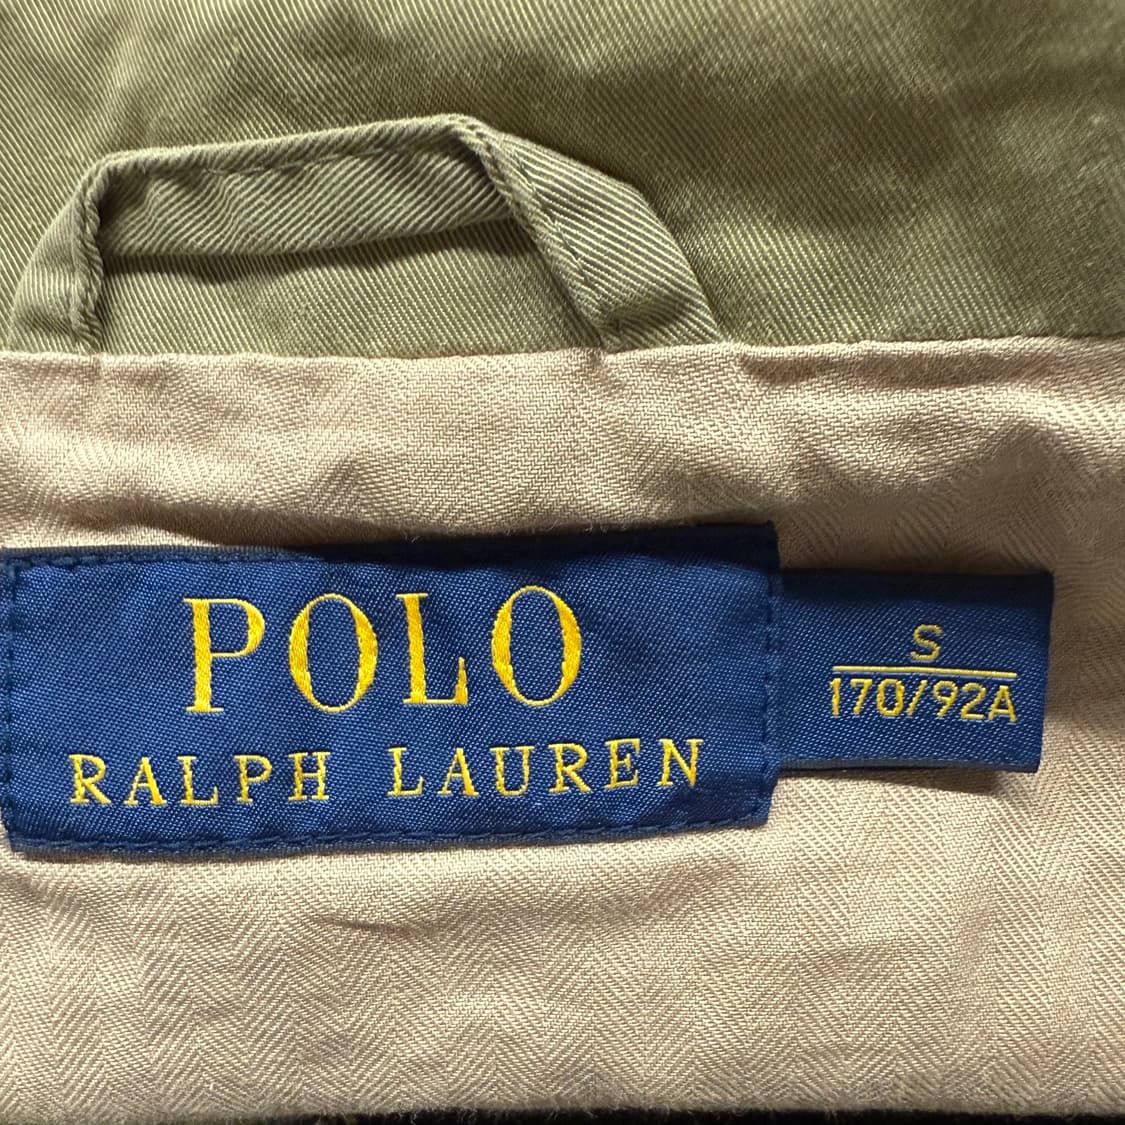 POLO
RALPH LAUREN
S
170/92A